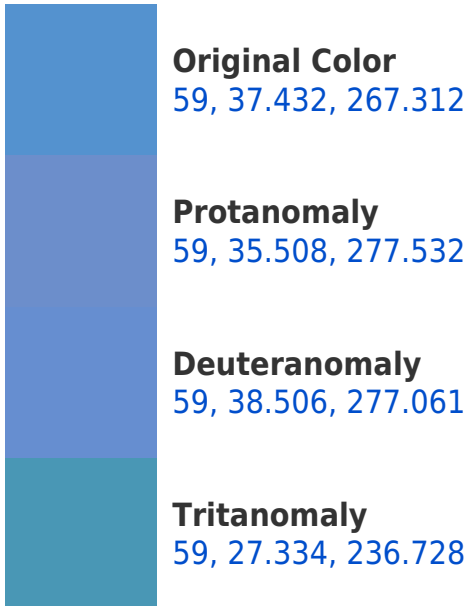 Original Color
59, 37.432, 267.312
Protanomaly
59, 35.508, 277.532
Deuteranomaly
59, 38.506, 277.061
Tritanomaly
59, 27.334, 236.728